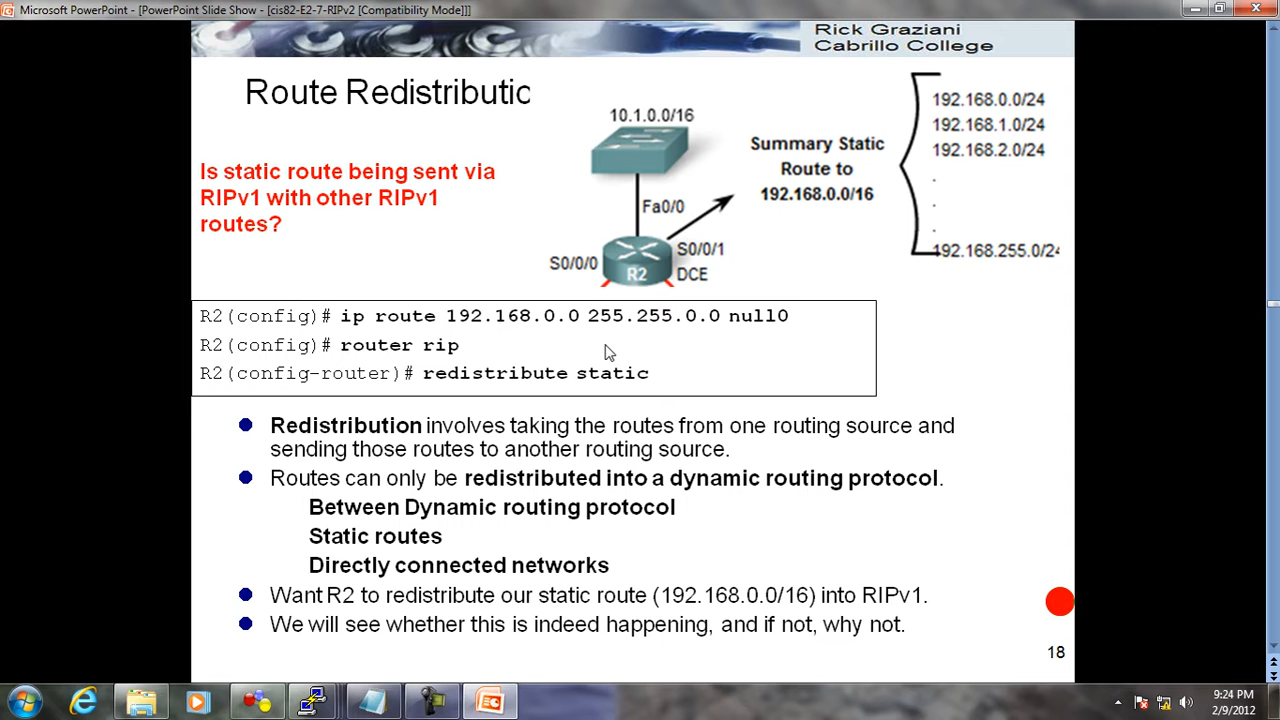 Microsoft PowerPoint - [PowerPoint Slide Show - [cis82-E2-7-RIPv2 [Compatibility Mode]]]
Rick Graziani
Cabrillo College
Route Redistributic
10.1.0.0/16
Summary Static
Route to
192.168.0.0/16
192.168.0.0/24
192.168.1.0/24
192.168.2.0/24
.
.
.
192.168.255.0/24
Is static route being sent via
RIPv1 with other RIPv1
routes?
Fa0/0
S0/0/0
S0/0/1
R2
DCE
R2(config)# ip route 192.168.0.0 255.255.0.0 null0
R2(config)# router rip
R2(config-router)# redistribute static
Redistribution involves taking the routes from one routing source and
sending those routes to another routing source.
Routes can only be redistributed into a dynamic routing protocol.
Between Dynamic routing protocol
Static routes
Directly connected networks
Want R2 to redistribute our static route (192.168.0.0/16) into RIPv1.
We will see whether this is indeed happening, and if not, why not.
18
9:24 PM
2/9/2012